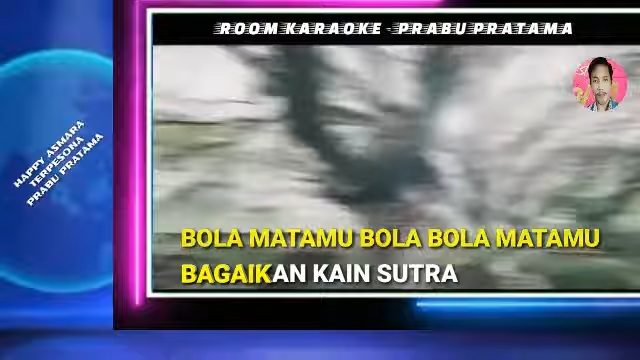 ROOM KARAOKE - PRABU PRATAMA
HAPPY ASMARA
TERPESONA
PRABU PRATAMA
BOLA MATAMU BOLA BOLA MATAMU
BAGAIKAN KAIN SUTRA